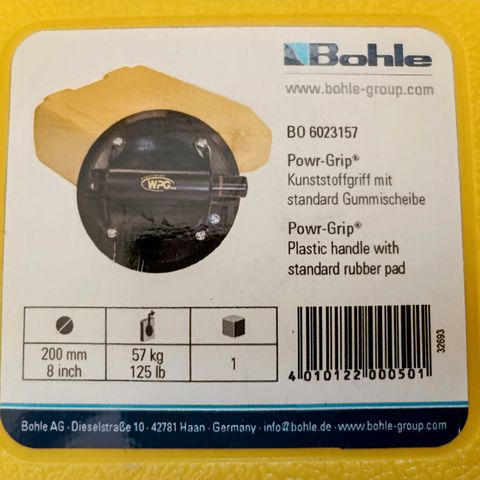 Bohle
www.bohle-group.com
BO 6023157
Powr-Grip®
Kunststoffgriff mit
standard Gummischeibe
Powr-Grip®
Plastic handle with
standard rubber pad
WPG
200 mm
8 inch
57 kg
125 lb
1
4 010122 000501
32693
Bohle AG · Dieselstraße 10 · 42781 Haan · Germany · info@bohle.de · www.bohle-group.com